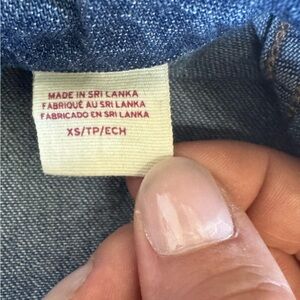 MADE IN SRI LANKA
FABRIQUÉ AU SRI LANKA
FABRICADO EN SRI LANKA
XS/TP/ECH